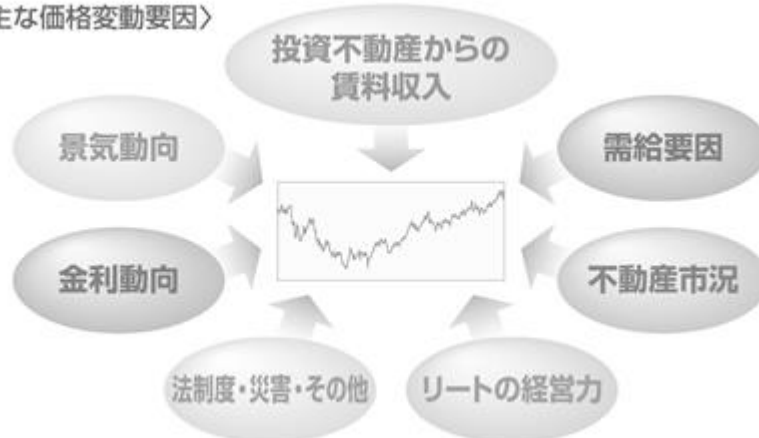 主な価格変動要因〉
投資不動産からの
賃料収入
景気動向
需給要因
金利動向
不動産市況
法制度・災害・その他
リートの経営力